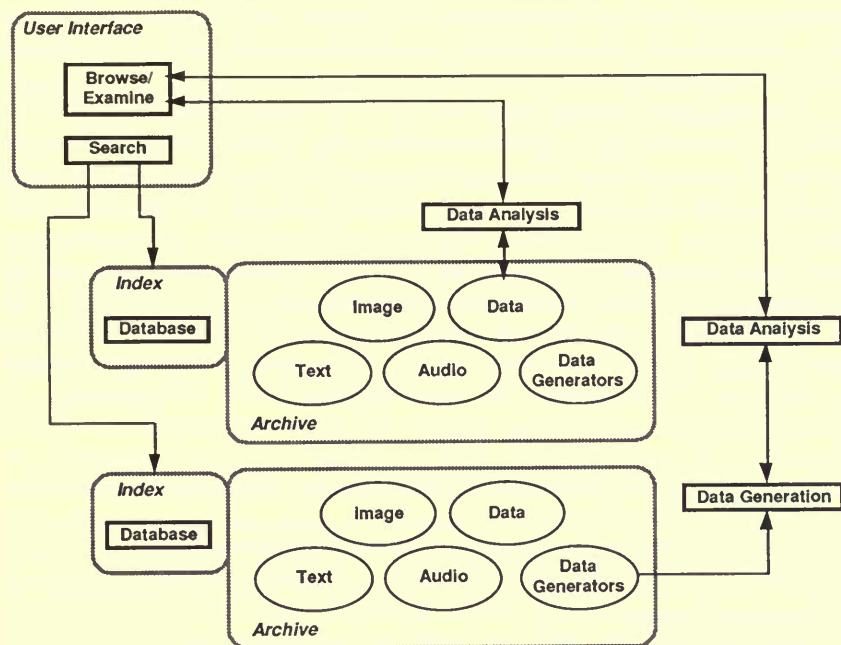 User Interface
Browse/
Examine
Search
Data Analysis
Index
Database
Image
Data
Text
Audio
Data
Generators
Archive
Data Analysis
Index
Database
Image
Data
Text
Audio
Data
Generators
Archive
Data Generation